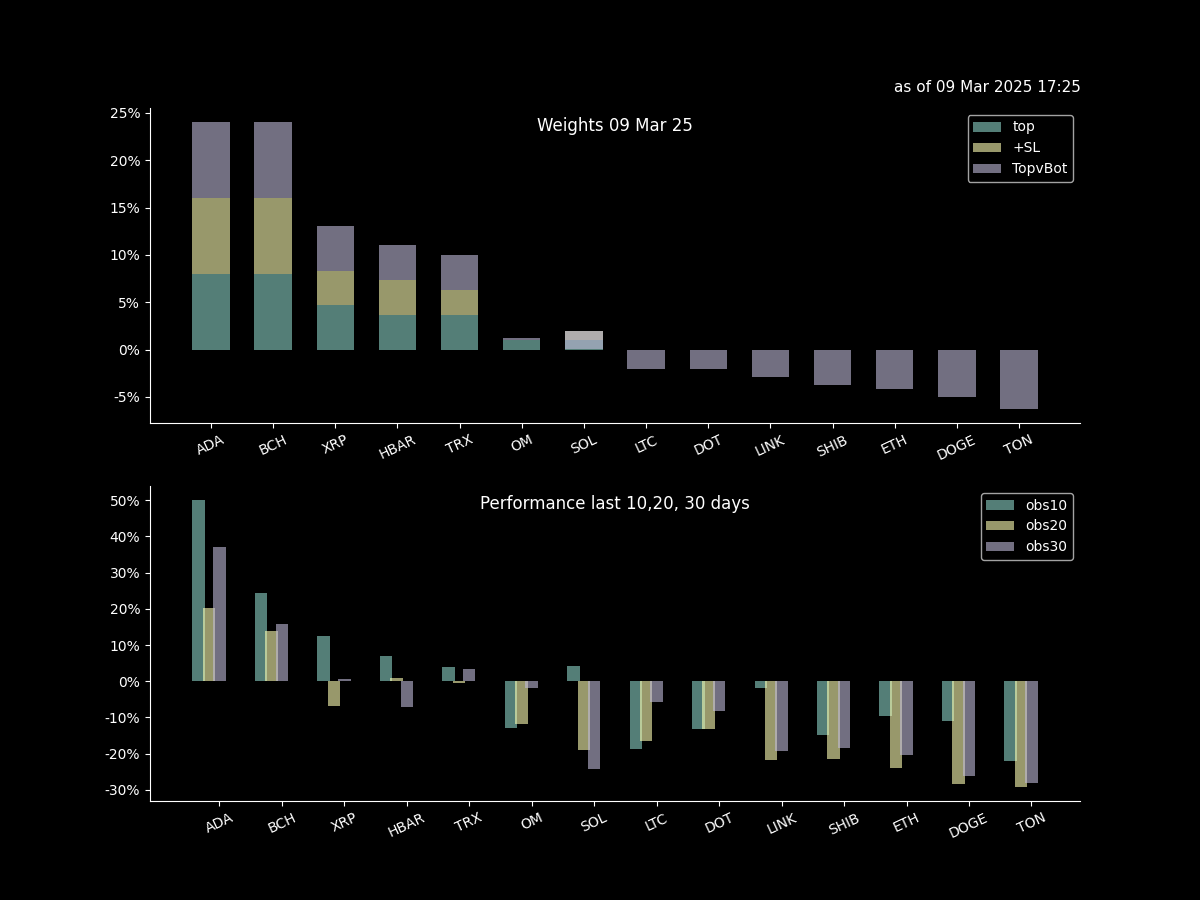 as of 09 Mar 2025 17:25
Weights 09 Mar 25
top
+SL
TopvBot
25%
20%
15%
10%
5%
0%
-5%
ADA BCH XRP HBAR TRX OM SOL LTC DOT LINK SHIB ETH DOGE TON
Performance last 10,20, 30 days
obs10
obs20
obs30
50%
40%
30%
20%
10%
0%
-10%
-20%
-30%
ADA BCH XRP HBAR TRX OM SOL LTC DOT LINK SHIB ETH DOGE TON